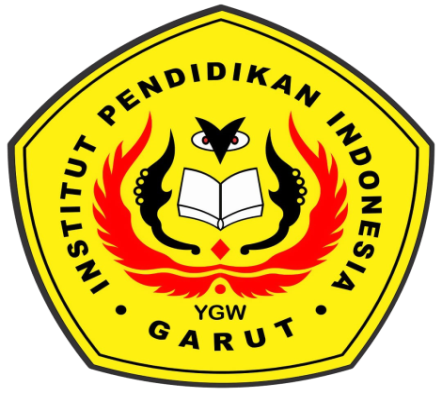 INSTITUT PENDIDIKAN INDONESIA
YGW
GARUT